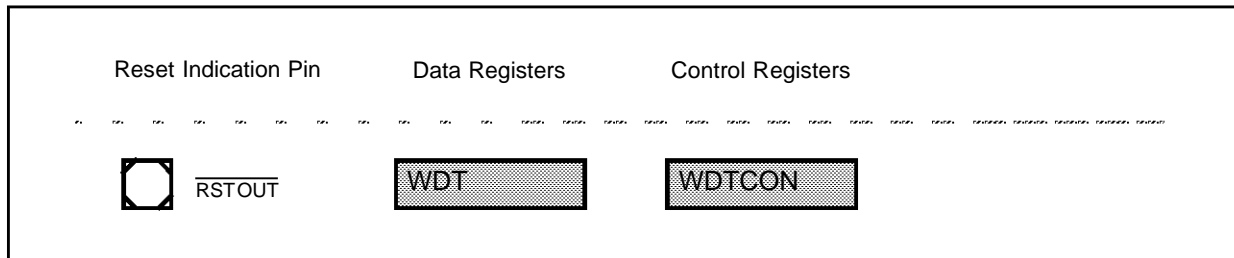 Reset Indication Pin Data Registers Control Registers
RSTOUT WDT WDTCON